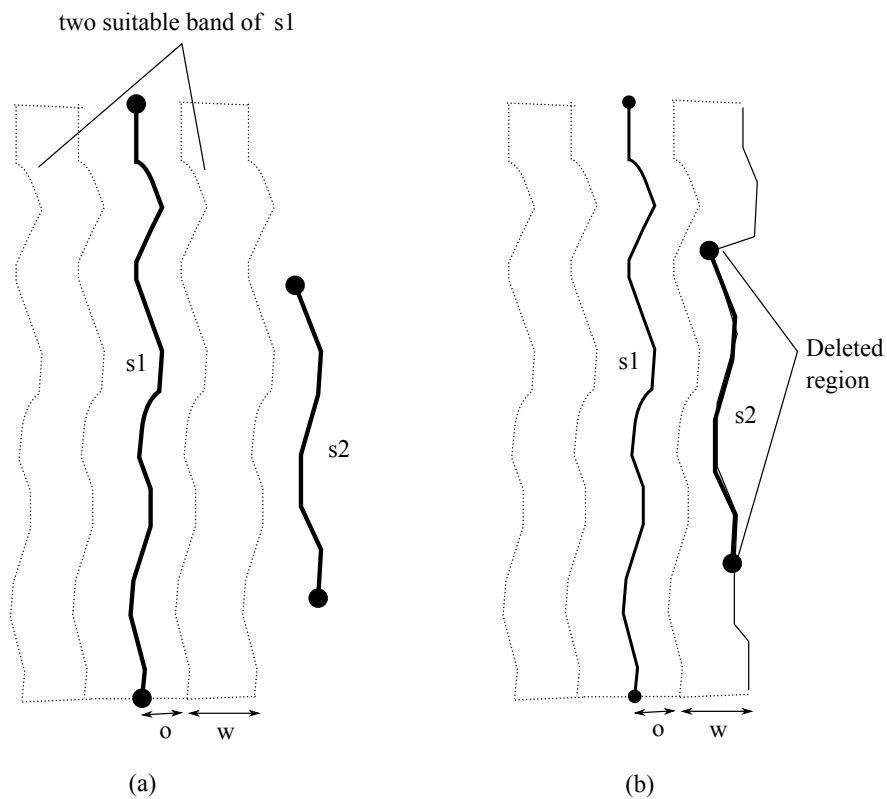 two suitable band of s1
s1
s2
o
w
(a)
s1
s2
Deleted
region
o
w
(b)